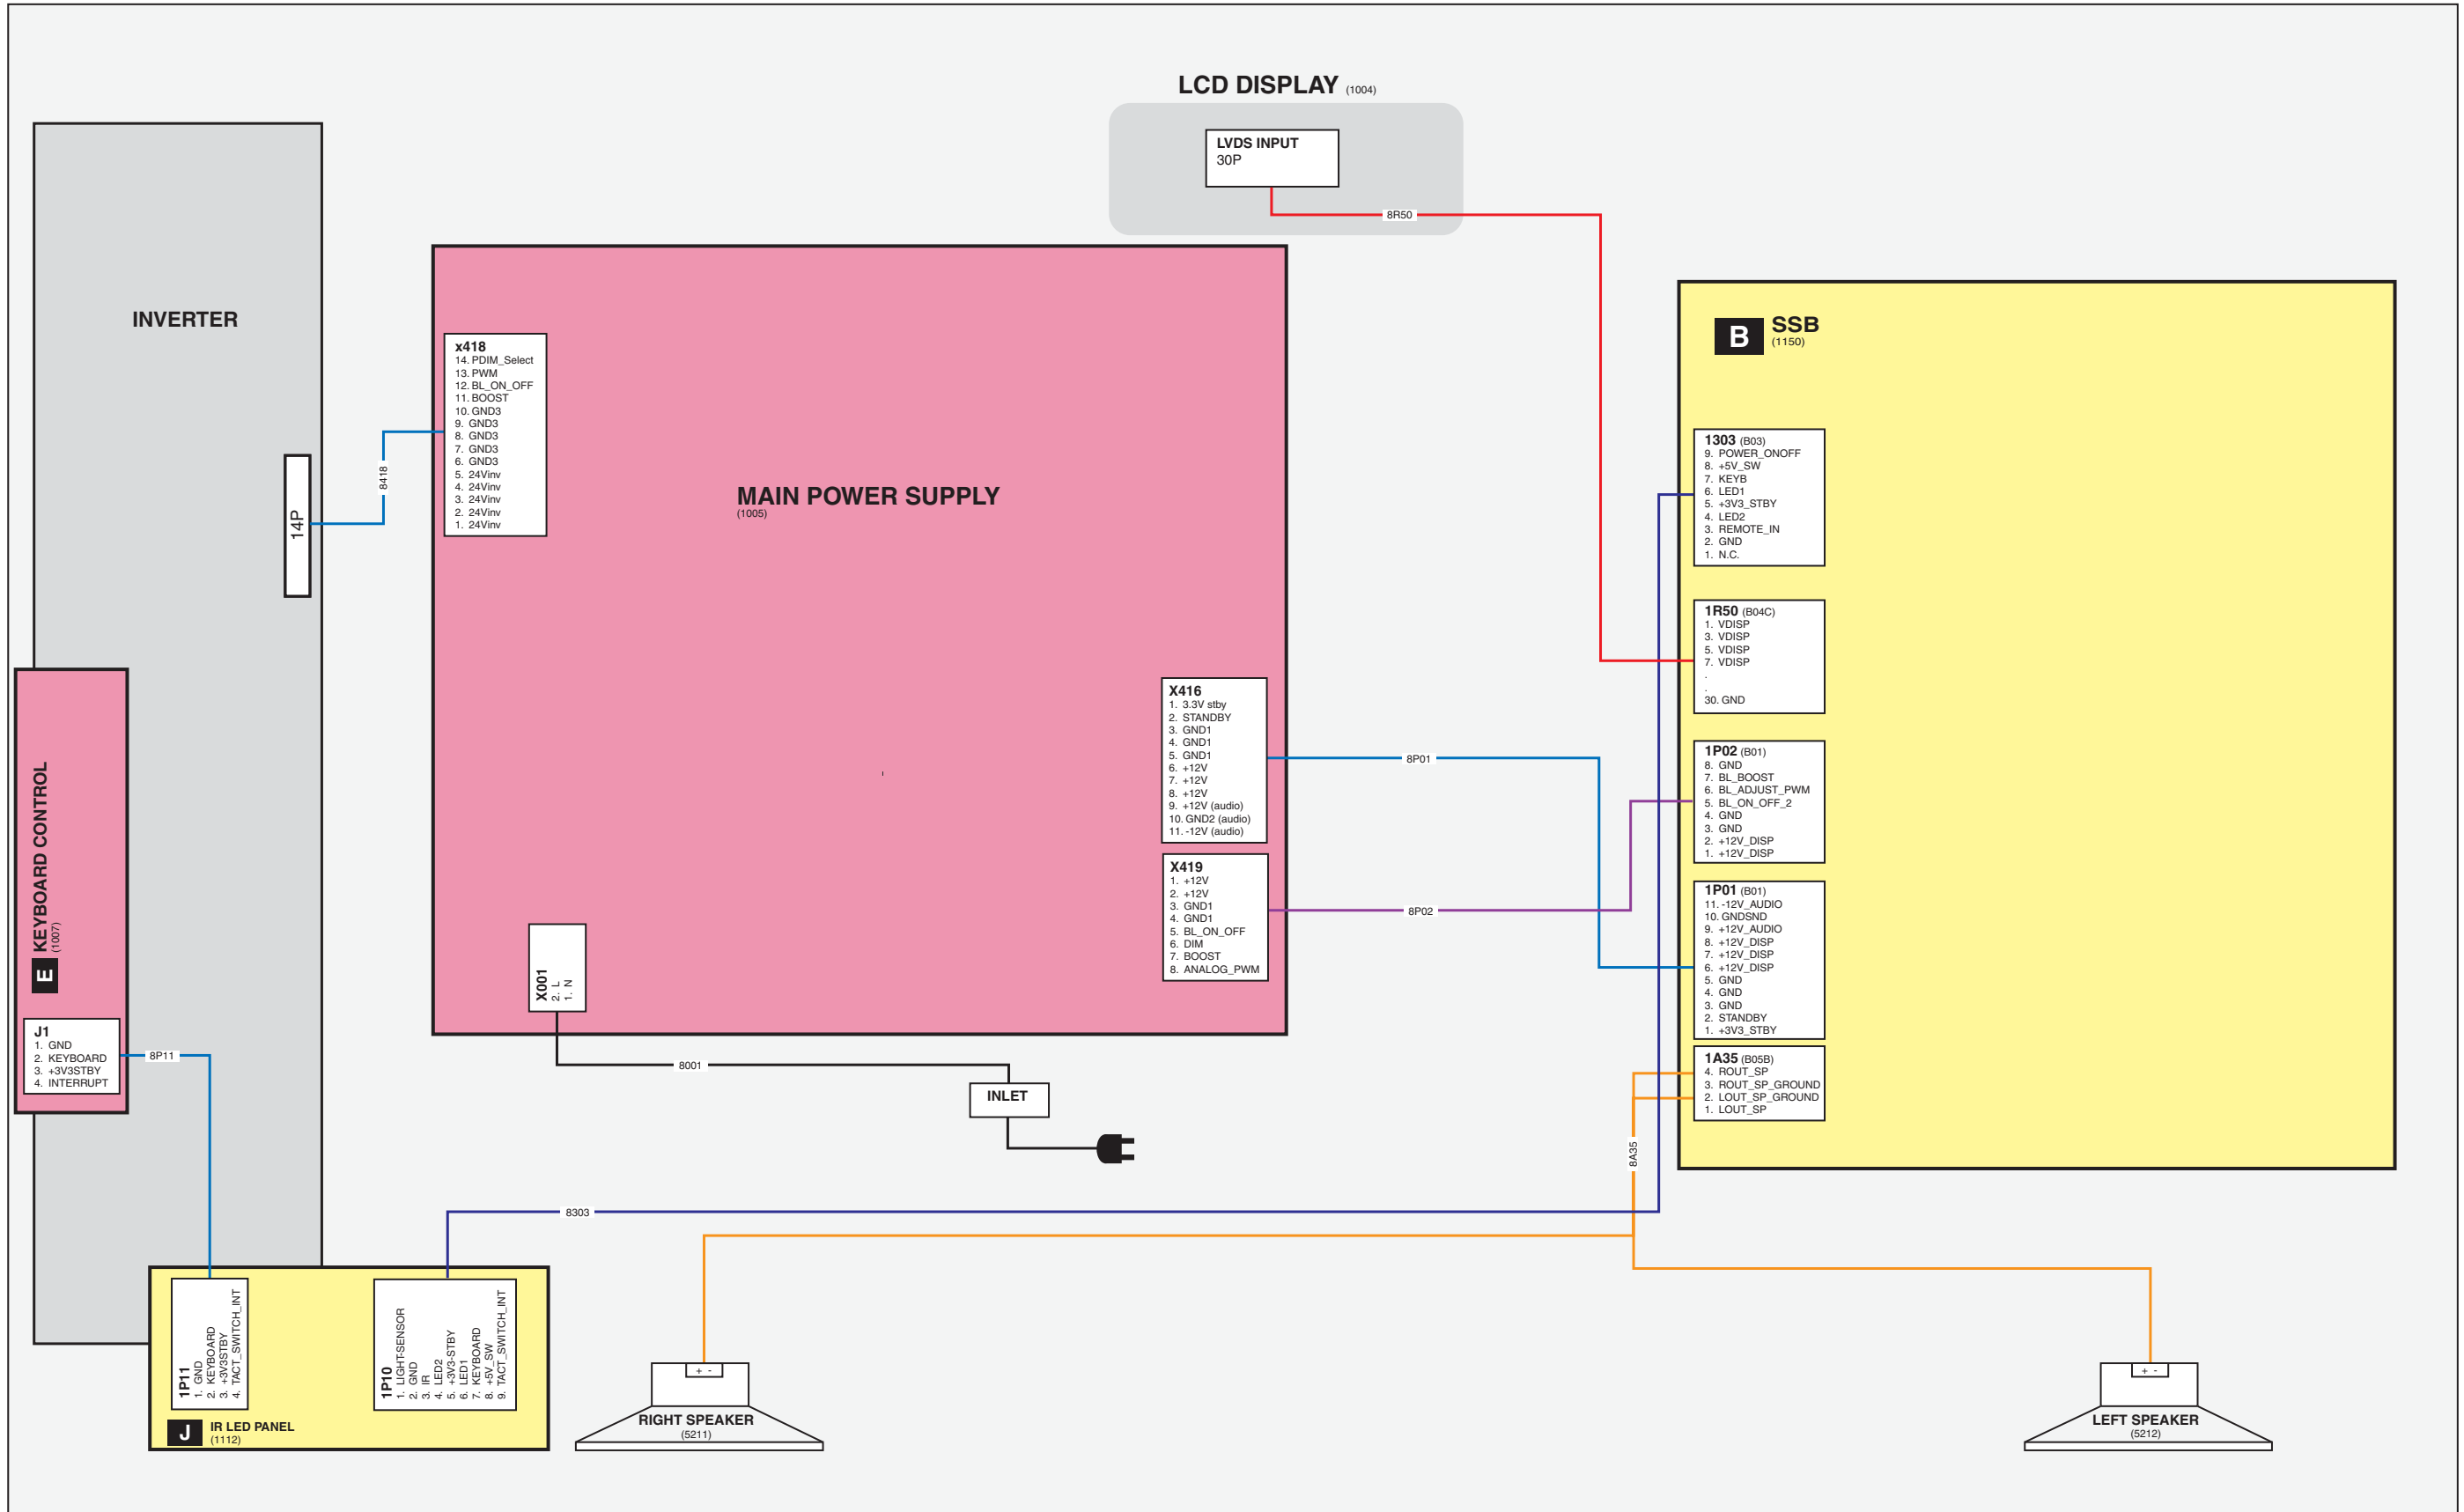 LCD DISPLAY (1004)
LVDS INPUT
30P
8R50
INVERTER
14P
8418
MAIN POWER SUPPLY
(1005)
x418
14. PDIM_Select
13. PWM
12. BL_ON_OFF
11. BOOST
10. GND3
9. GND3
8. GND3
7. GND3
6. GND3
5. 24Vinv
4. 24Vinv
3. 24Vinv
2. 24Vinv
1. 24Vinv
X416
1. 3.3V stby
2. STANDBY
3. GND1
4. GND1
5. GND1
6. +12V
7. +12V
8. +12V
9. +12V (audio)
10. GND2 (audio)
11. -12V (audio)
X419
1. +12V
2. +12V
3. GND1
4. GND1
5. BL_ON_OFF
6. DIM
7. BOOST
8. ANALOG_PWM
X001
2. L
1. N
8001
INLET
8P01
8P02
B SSB
(1150)
1303 (B03)
9. POWER_ONOFF
8. +5V_SW
7. KEYB
6. LED1
5. +3V3_STBY
4. LED2
3. REMOTE_IN
2. GND
1. N.C.
1R50 (B04C)
1. VDISP
3. VDISP
5. VDISP
7. VDISP
.
.
30. GND
1P02 (B01)
8. GND
7. BL_BOOST
6. BL_ADJUST_PWM
5. BL_ON_OFF_2
4. GND
3. GND
2. +12V_DISP
1. +12V_DISP
1P01 (B01)
11. -12V_AUDIO
10. GNDSND
9. +12V_AUDIO
8. +12V_DISP
7. +12V_DISP
6. +12V_DISP
5. GND
4. GND
3. GND
2. STANDBY
1. +3V3_STBY
1A35 (B05B)
4. ROUT_SP
3. ROUT_SP_GROUND
2. LOUT_SP_GROUND
1. LOUT_SP
8A35
E KEYBOARD CONTROL
(1007)
J1
1. GND
2. KEYBOARD
3. +3V3STBY
4. INTERRUPT
8P11
8303
1P11
1. GND
2. KEYBOARD
3. +3V3STBY
4. TACT_SWITCH_INT
1P10
1. LIGHT-SENSOR
2. GND
3. IR
4. LED2
5. +3V3-STBY
6. LED1
7. KEYBOARD
8. +5V_SW
9. TACT_SWITCH_INT
J IR LED PANEL
(1112)
+ -
RIGHT SPEAKER
(5211)
+ -
LEFT SPEAKER
(5212)